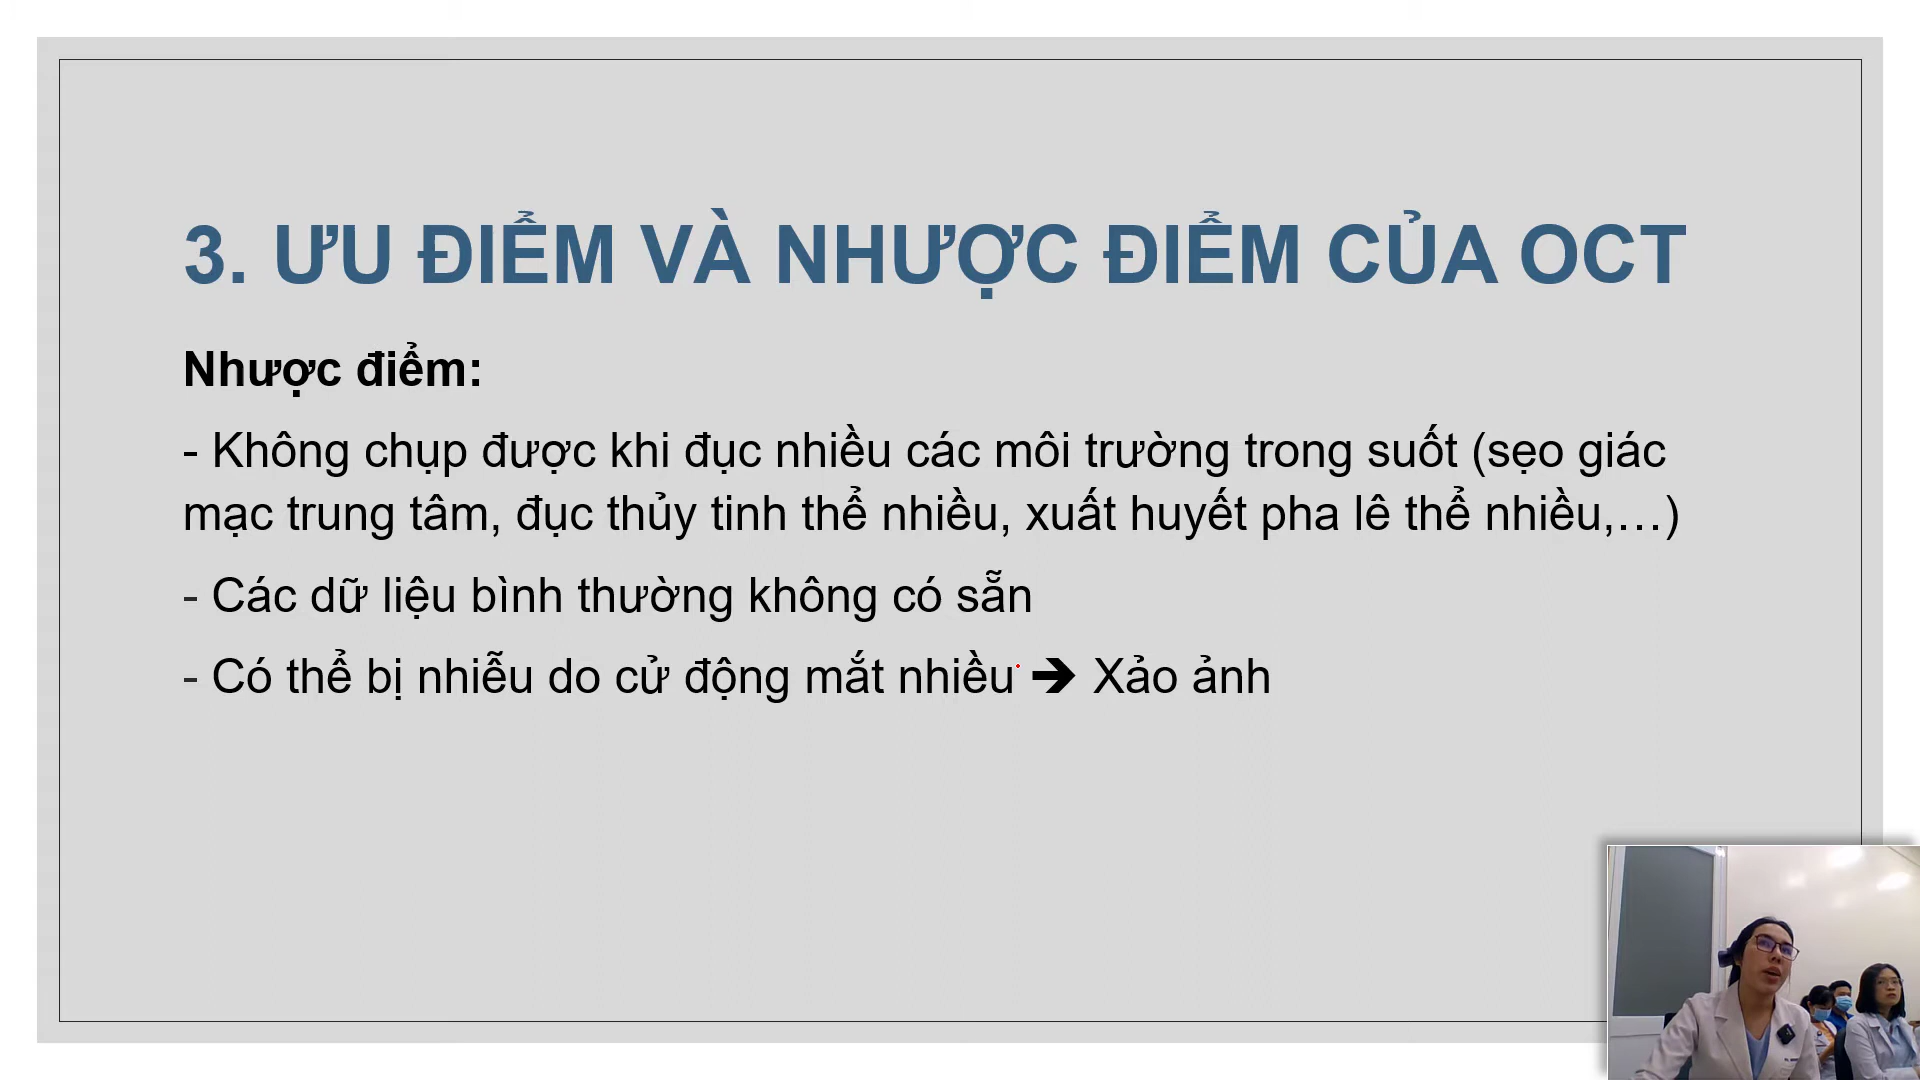 3. ƯU ĐIỂM VÀ NHƯỢC ĐIỂM CỦA OCT
Nhược điểm:
- Không chụp được khi đục nhiều các môi trường trong suốt (sẹo giác
mạc trung tâm, đục thủy tinh thể nhiều, xuất huyết pha lê thể nhiều,…)
- Các dữ liệu bình thường không có sẵn
- Có thể bị nhiễu do cử động mắt nhiều ➔ Xảo ảnh